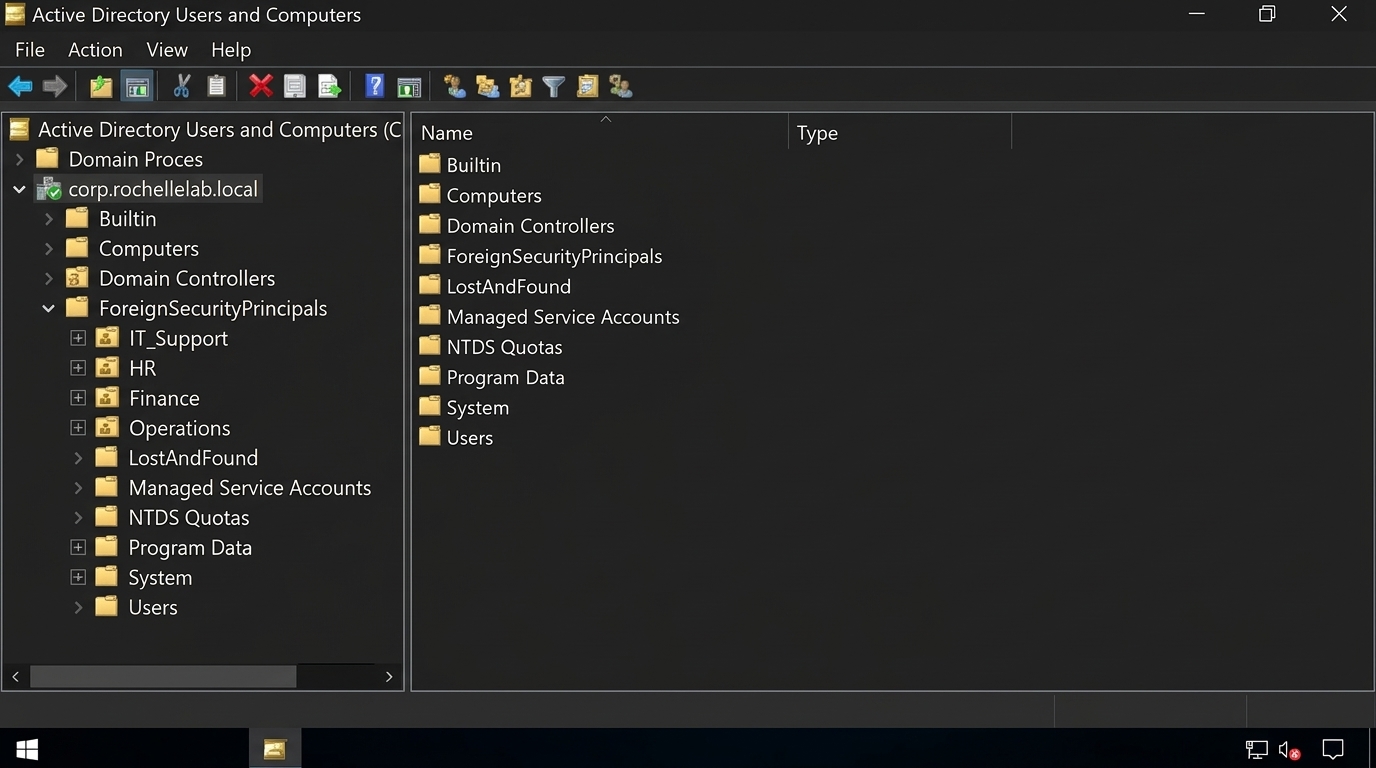 Active Directory Users and Computers
File Action View Help
Active Directory Users and Computers (C
Domain Proces
corp.rochellelab.local
Builtin
Computers
Domain Controllers
ForeignSecurityPrincipals
IT_Support
HR
Finance
Operations
LostAndFound
Managed Service Accounts
NTDS Quotas
Program Data
System
Users
Name Type
Builtin
Computers
Domain Controllers
ForeignSecurityPrincipals
LostAndFound
Managed Service Accounts
NTDS Quotas
Program Data
System
Users